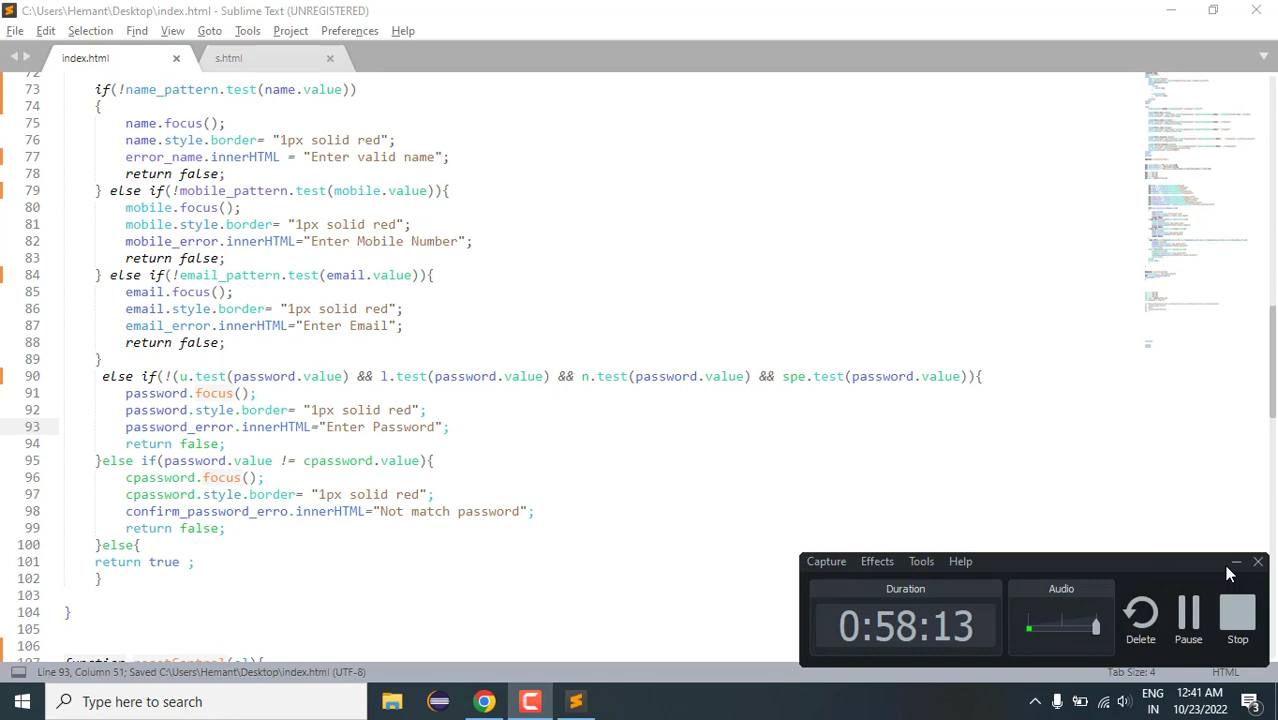 C:\Users\Hemant\Desktop\index.html - Sublime Text (UNREGISTERED)
File Edit Selection Find View Goto Tools Project Preferences Help
index.html s.html
72
73 if(!name_pattern.test(name.value))
74 {
75 name.focus();
76 name.style.border= "1px solid red";
77 error_name.innerHTML = "Enter valid name";
78 return false;
79 } else if(!mobile_pattern.test(mobile.value)){
80 mobile.focus();
81 mobile.style.border= "1px solid red";
82 mobile_error.innerHTML="Enter Mobile Number";
83 return false;
84 } else if(!email_pattern.test(email.value)){
85 email.focus();
86 email.style.border= "1px solid red";
87 email_error.innerHTML="Enter Email";
88 return false;
89 }
90 else if(!(u.test(password.value) && l.test(password.value) && n.test(password.value) && spe.test(password.value)){
91 password.focus();
92 password.style.border= "1px solid red";
93 password_error.innerHTML="Enter Password";
94 return false;
95 }else if(password.value != cpassword.value){
96 cpassword.focus();
97 cpassword.style.border= "1px solid red";
98 confirm_password_erro.innerHTML="Not match password";
99 return false;
100 }else{
101 return true ;
102 }
103
104 }
105
106
107 function resetControl(el){
Capture Effects Tools Help
Duration Audio
0:58:13
Delete Pause Stop
Line 93, Column 51; Saved C:\Users\Hemant\Desktop\index.html (UTF-8) Tab Size: 4 HTML
Type here to search
ENG
IN
12:41 AM
10/23/2022
3